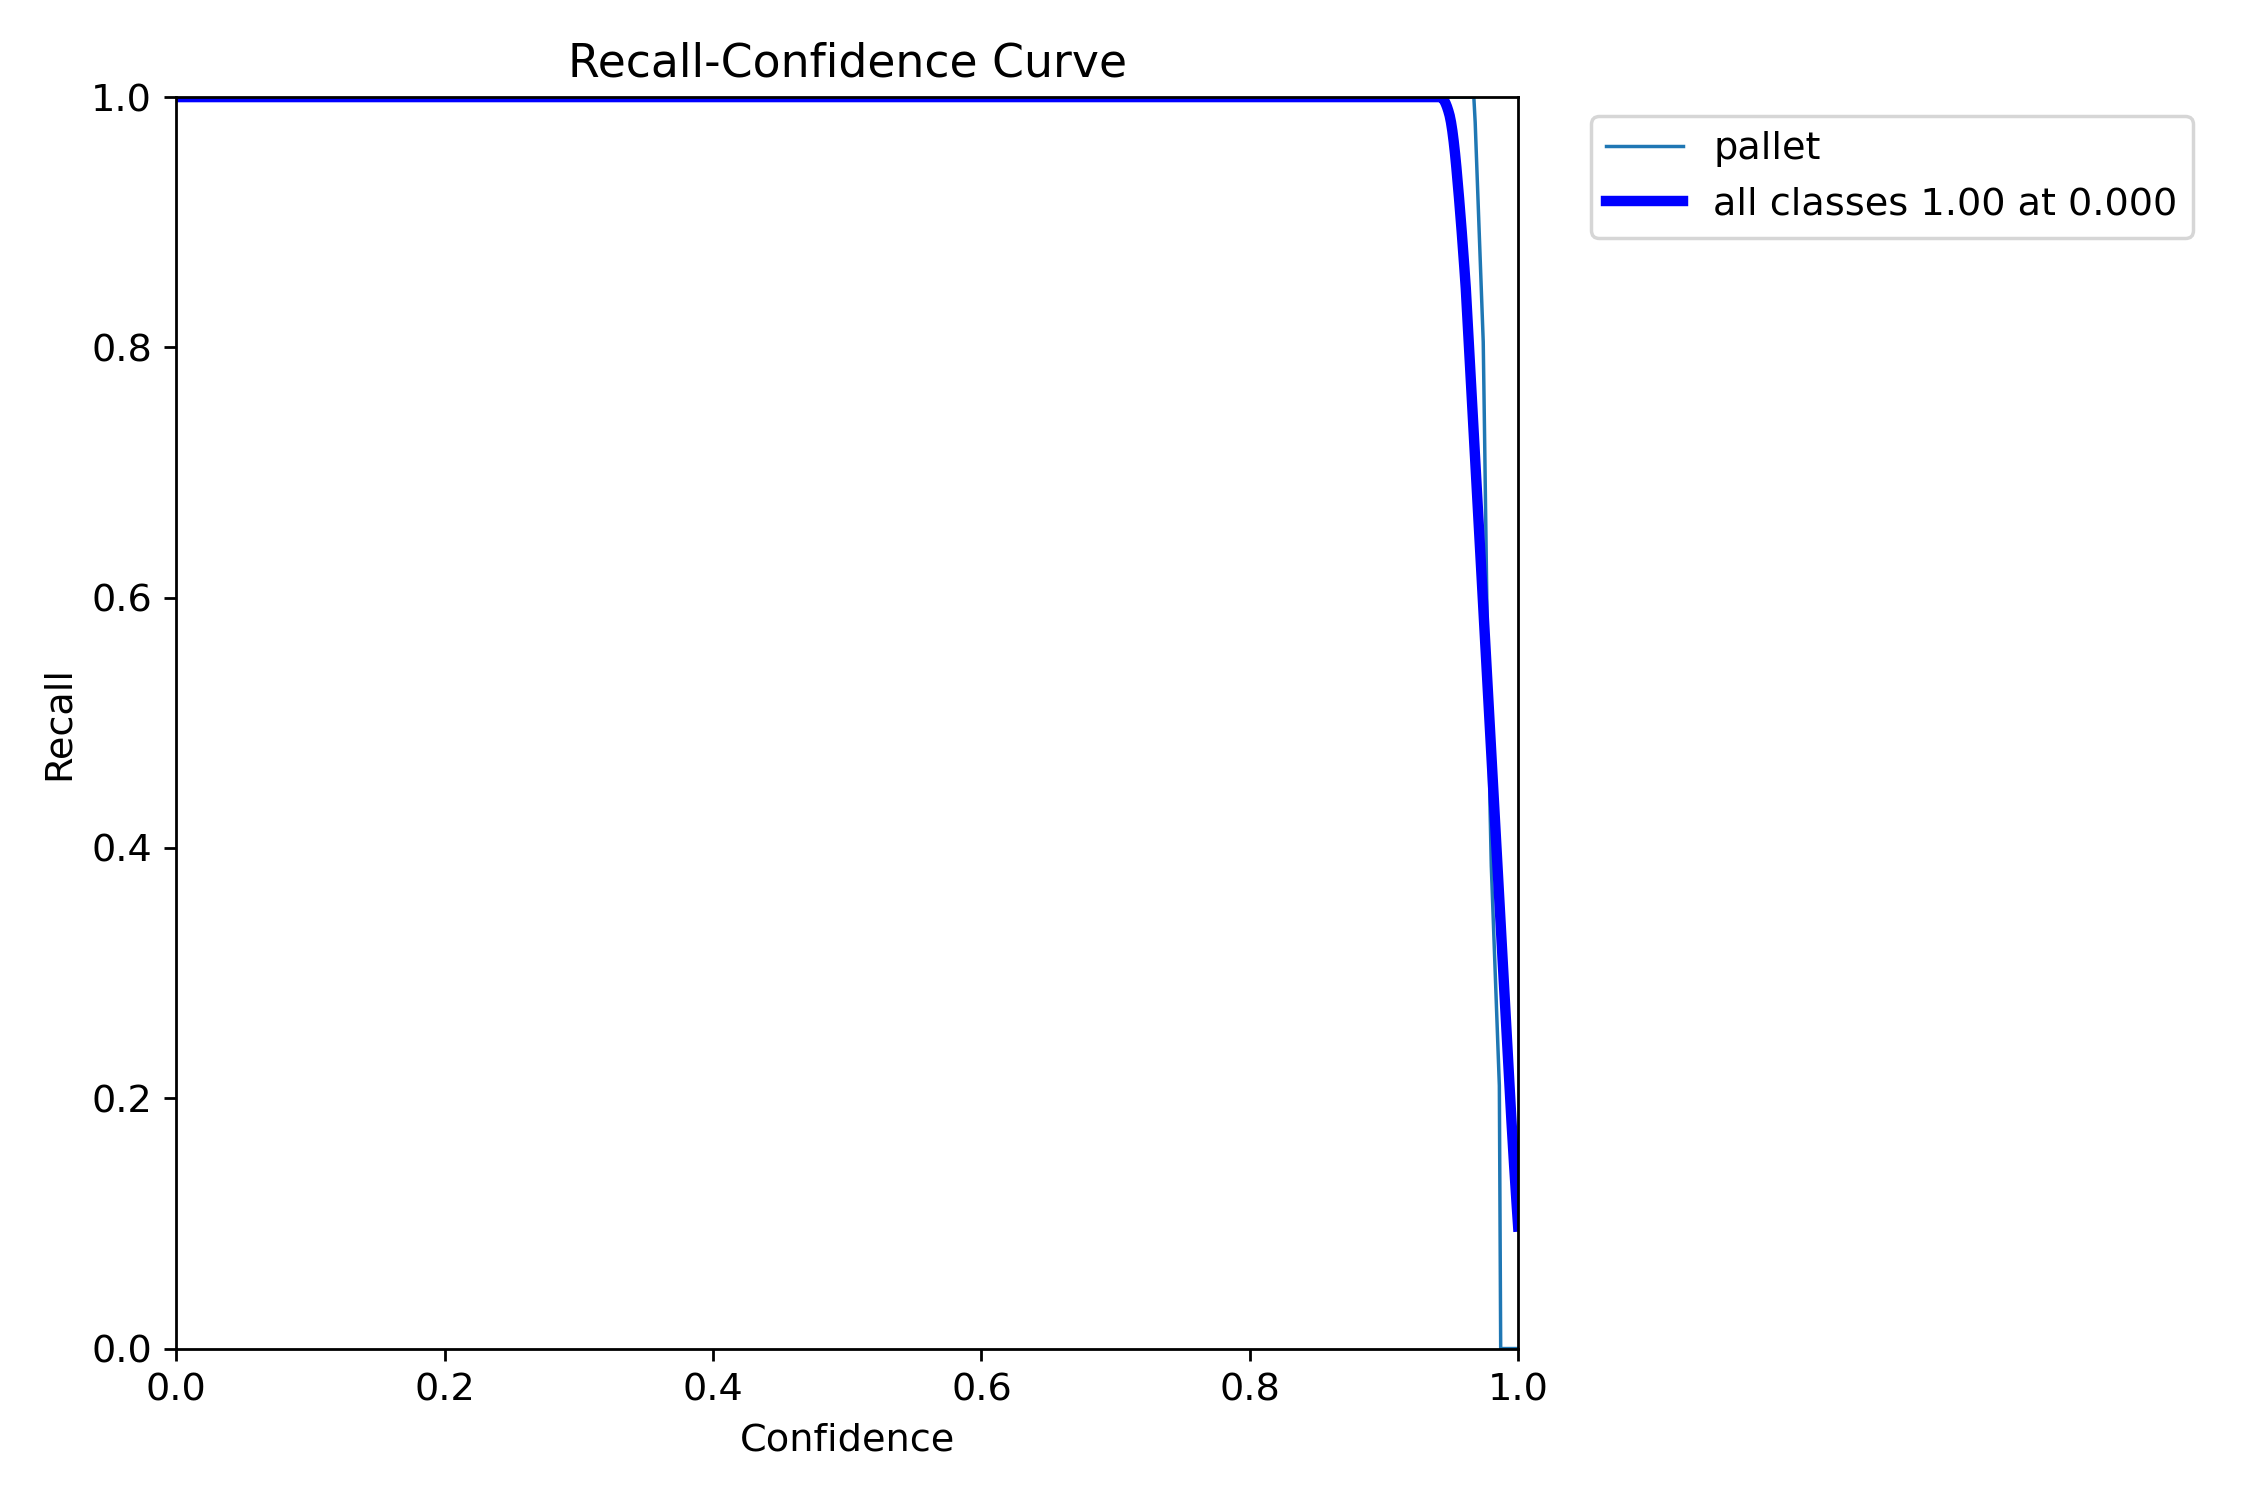 Recall-Confidence Curve
1.0
0.8
0.6
0.4
0.2
0.0
Recall
0.0 0.2 0.4 0.6 0.8 1.0
Confidence
pallet
all classes 1.00 at 0.000